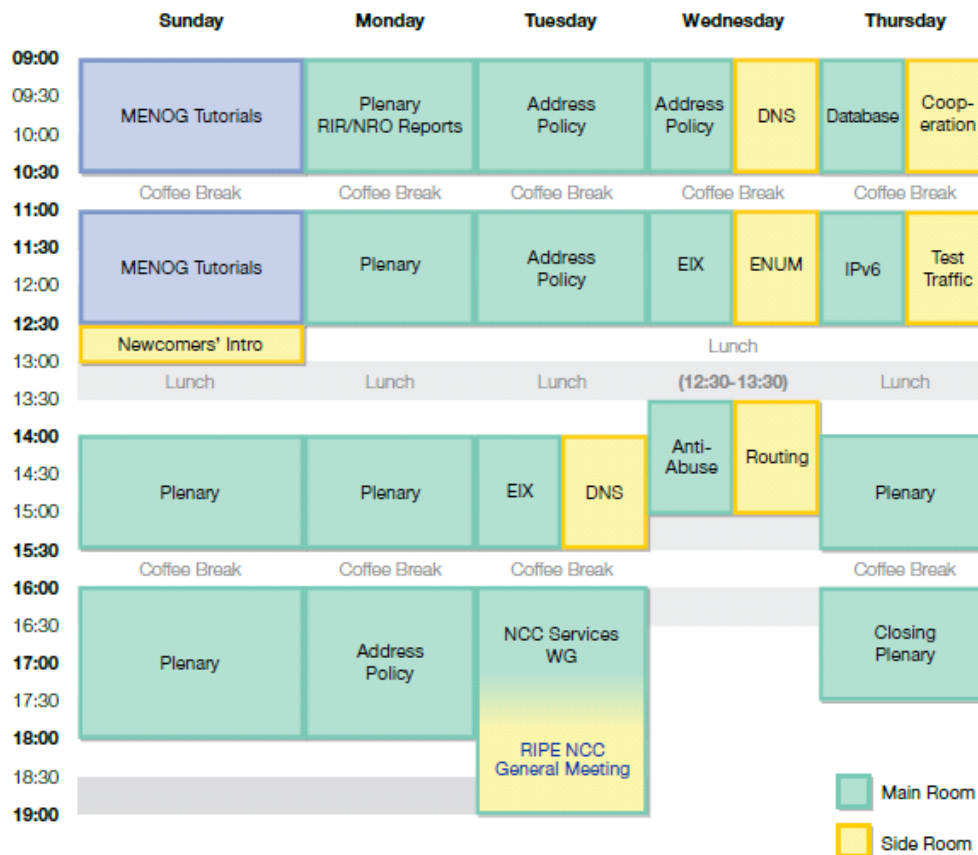 Sunday Monday Tuesday Wednesday Thursday
09:00
09:30
10:00
10:30
MENOG Tutorials
Plenary
RIR/NRO Reports
Address
Policy
Address
Policy
DNS
Database
Coop-
eration
Coffee Break Coffee Break Coffee Break Coffee Break Coffee Break
11:00
11:30
12:00
12:30
MENOG Tutorials
Plenary
Address
Policy
EIX
ENUM
IPv6
Test
Traffic
Newcomers' Intro
Lunch
13:00
Lunch Lunch Lunch (12:30-13:30) Lunch
13:30
14:00
14:30
15:00
15:30
Plenary
Plenary
EIX
DNS
Anti-
Abuse
Routing
Plenary
Coffee Break Coffee Break Coffee Break Coffee Break
16:00
16:30
17:00
17:30
18:00
18:30
19:00
Plenary
Address
Policy
NCC Services
WG
RIPE NCC
General Meeting
Closing
Plenary
Main Room
Side Room